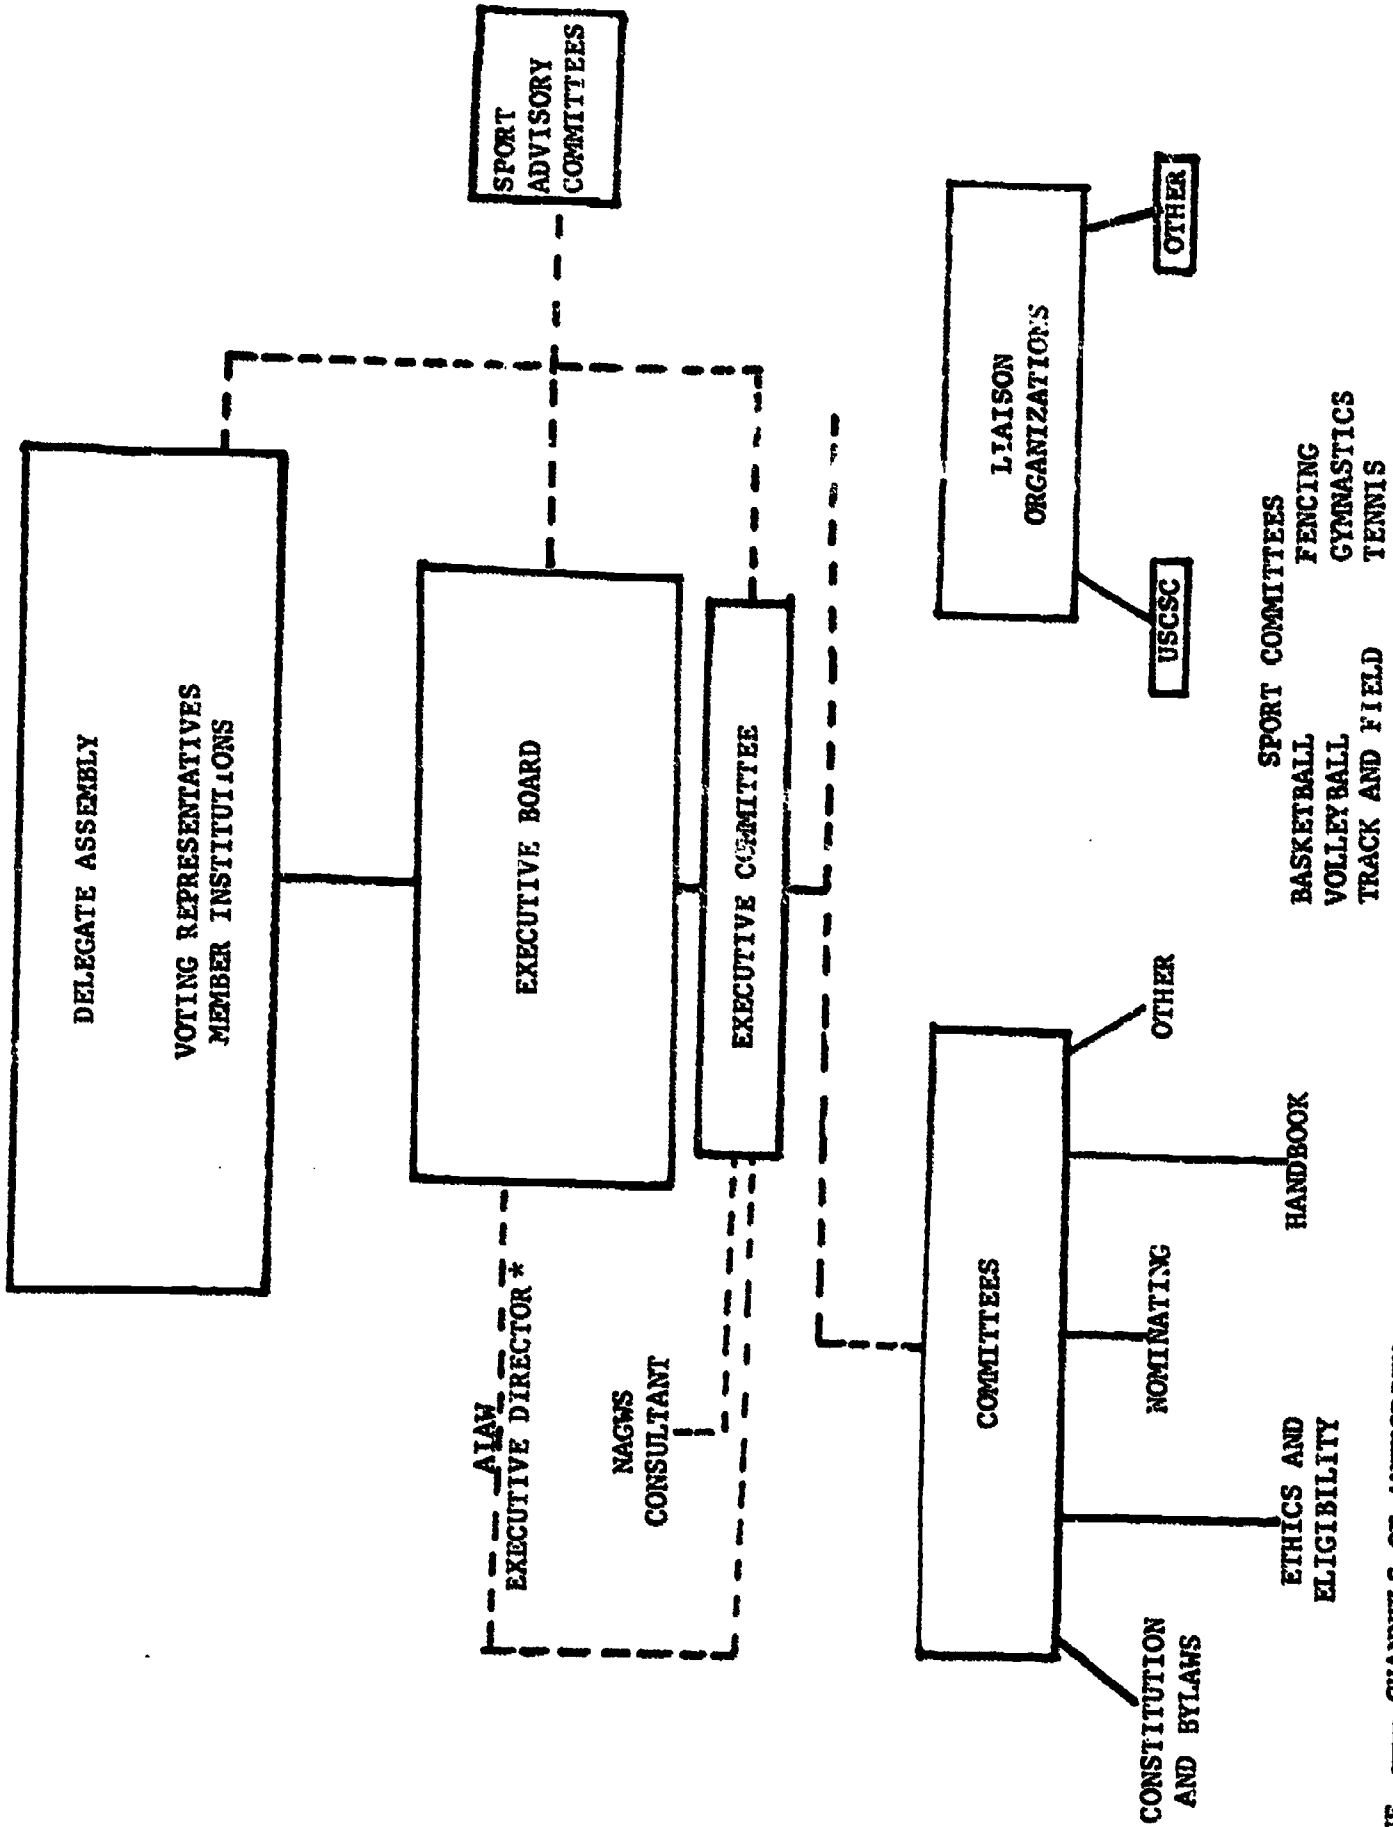 DELEGATE ASSEMBLY
VOTING REPRESENTATIVES
MEMBER INSTITUTIONS
SPORT
ADVISORY
COMMITTEES
EXECUTIVE BOARD
AIAW
EXECUTIVE DIRECTOR*
NAGWS
CONSULTANT
EXECUTIVE COMMITTEE
COMMITTEES
CONSTITUTION
AND BYLAWS
ETHICS AND
ELIGIBILITY
NOMINATING
HANDBOOK
OTHER
LIAISON
ORGANIZATIONS
USCSC
OTHER
SPORT COMMITTEES
BASKETBALL FENCING
VOLLEYBALL GYMNASTICS
TRACK AND FIELD TENNIS